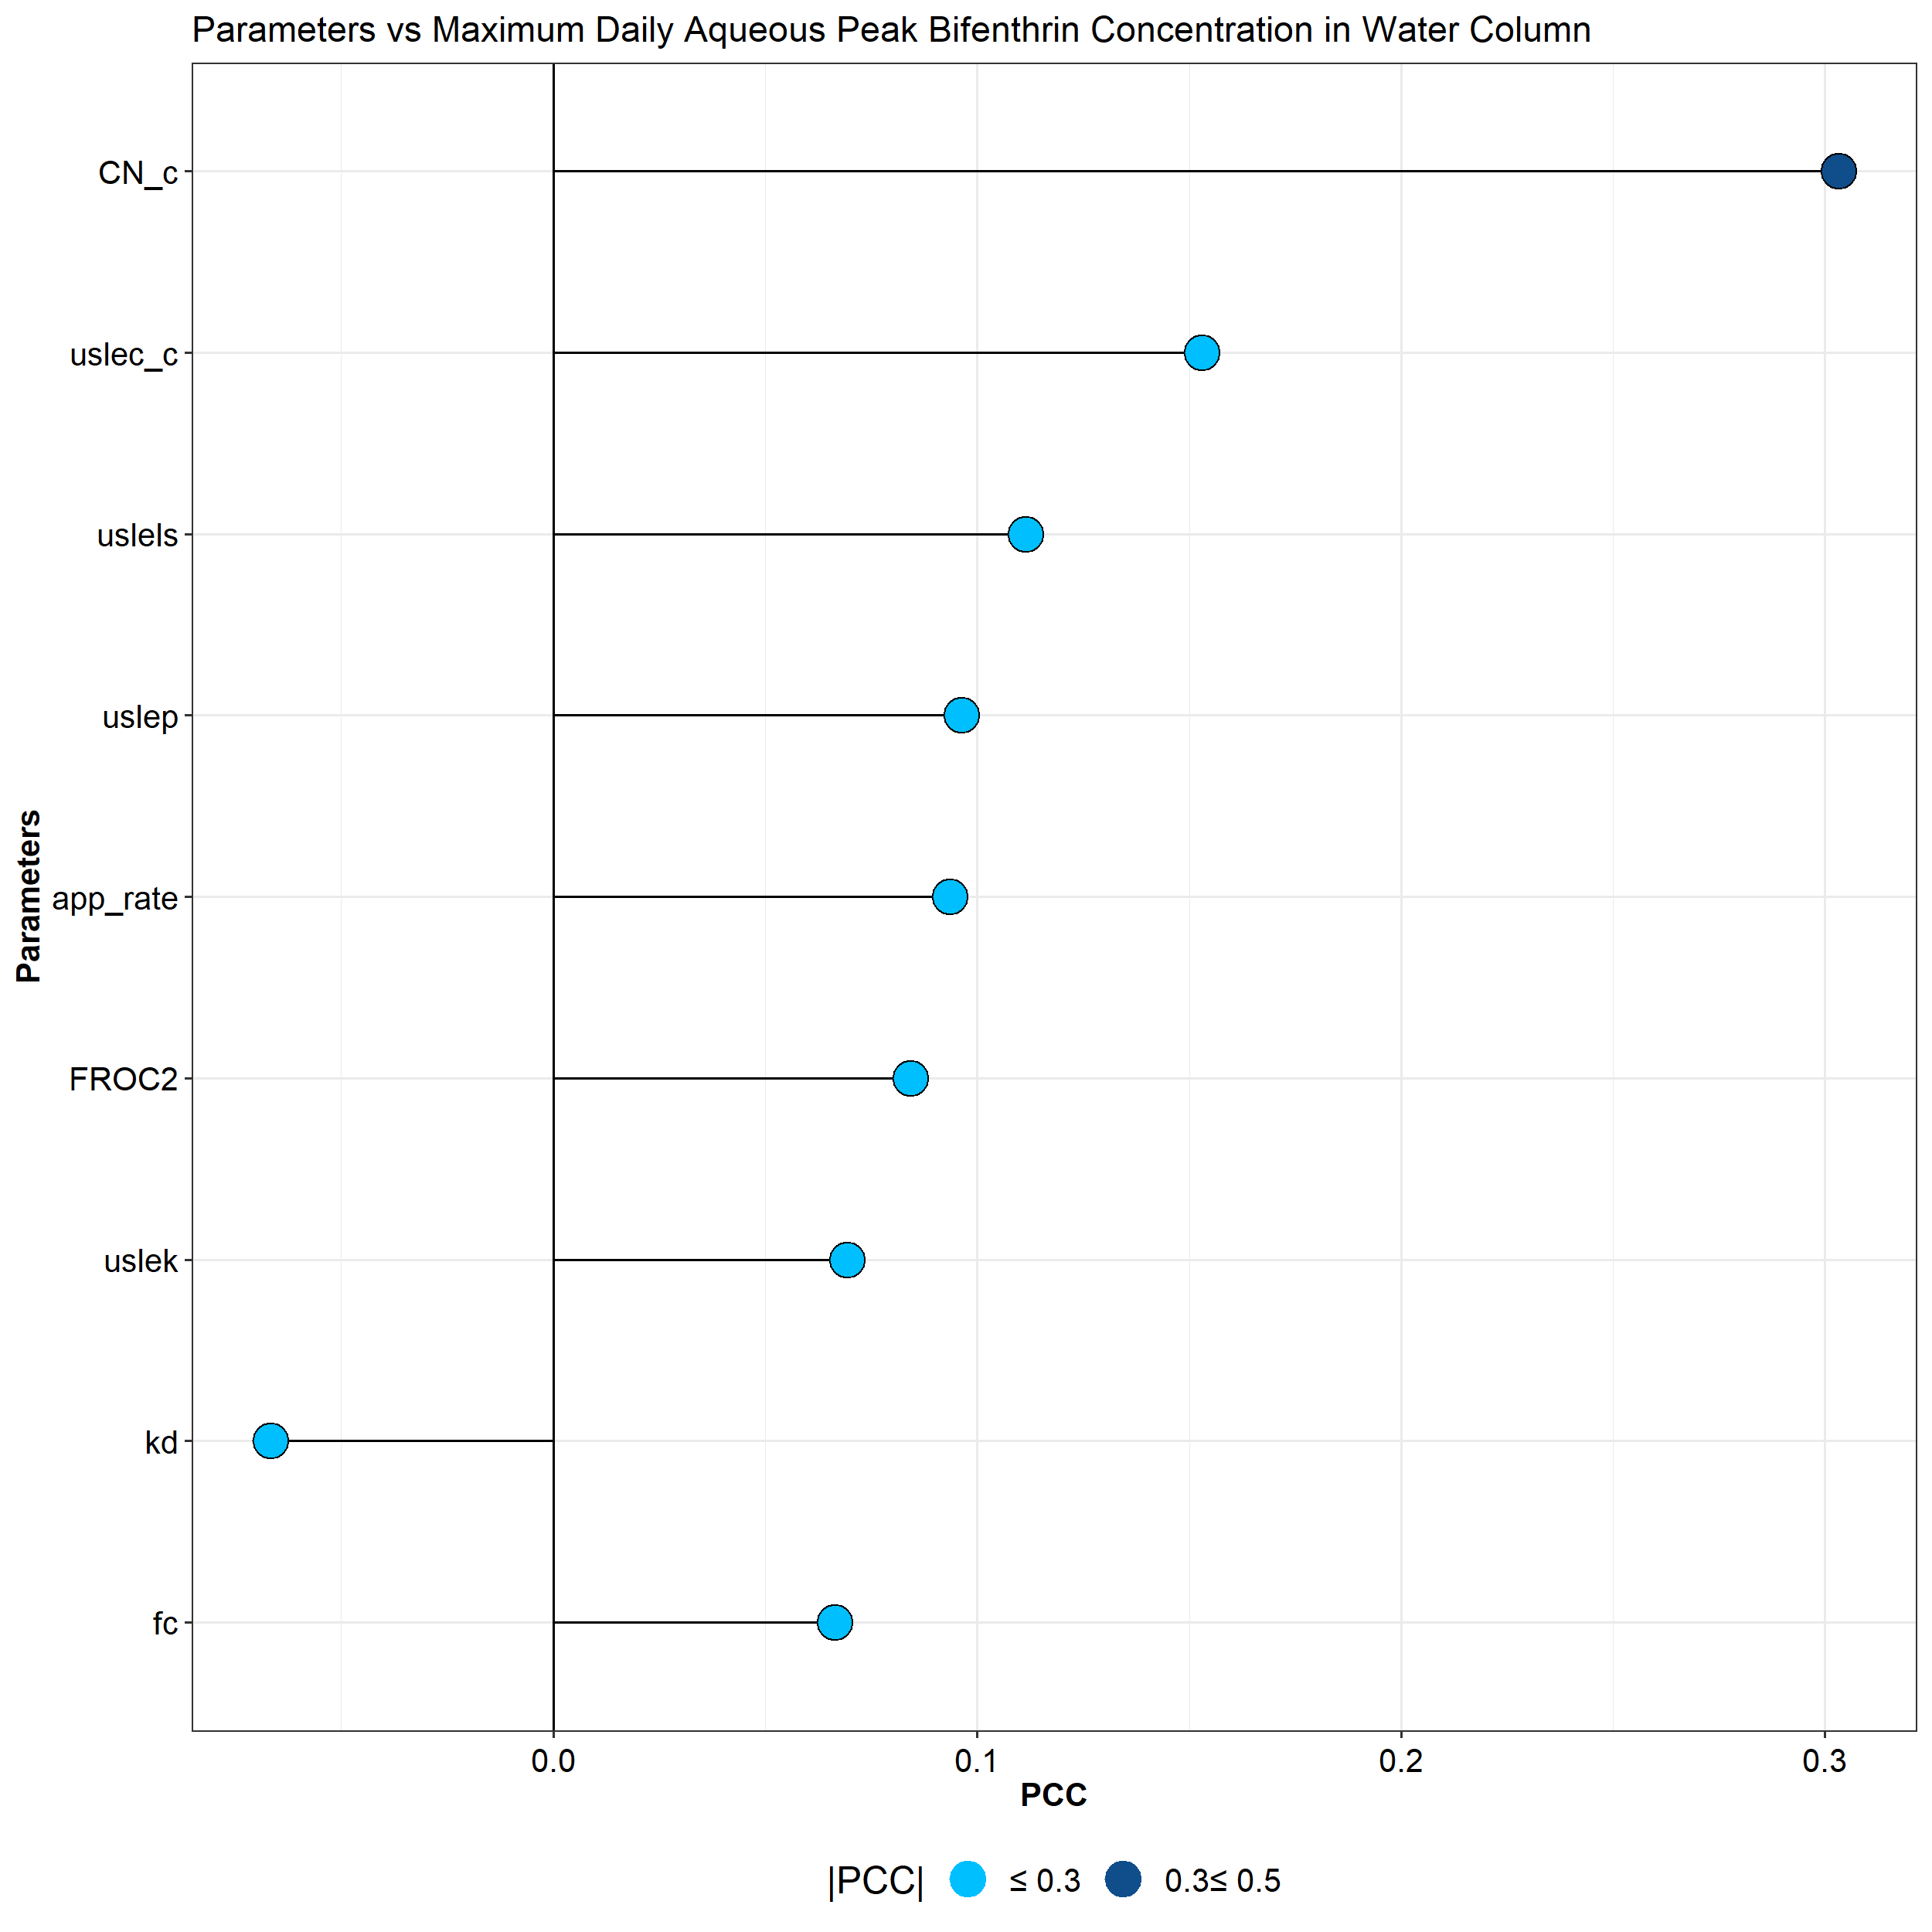 Parameters vs Maximum Daily Aqueous Peak Bifenthrin Concentration in Water Column
Parameters
CN_c
uslec_c
uslels
uslep
app_rate
FROC2
uslek
kd
fc
0.0 0.1 0.2 0.3
PCC
|PCC| ≤ 0.3 0.3≤ 0.5